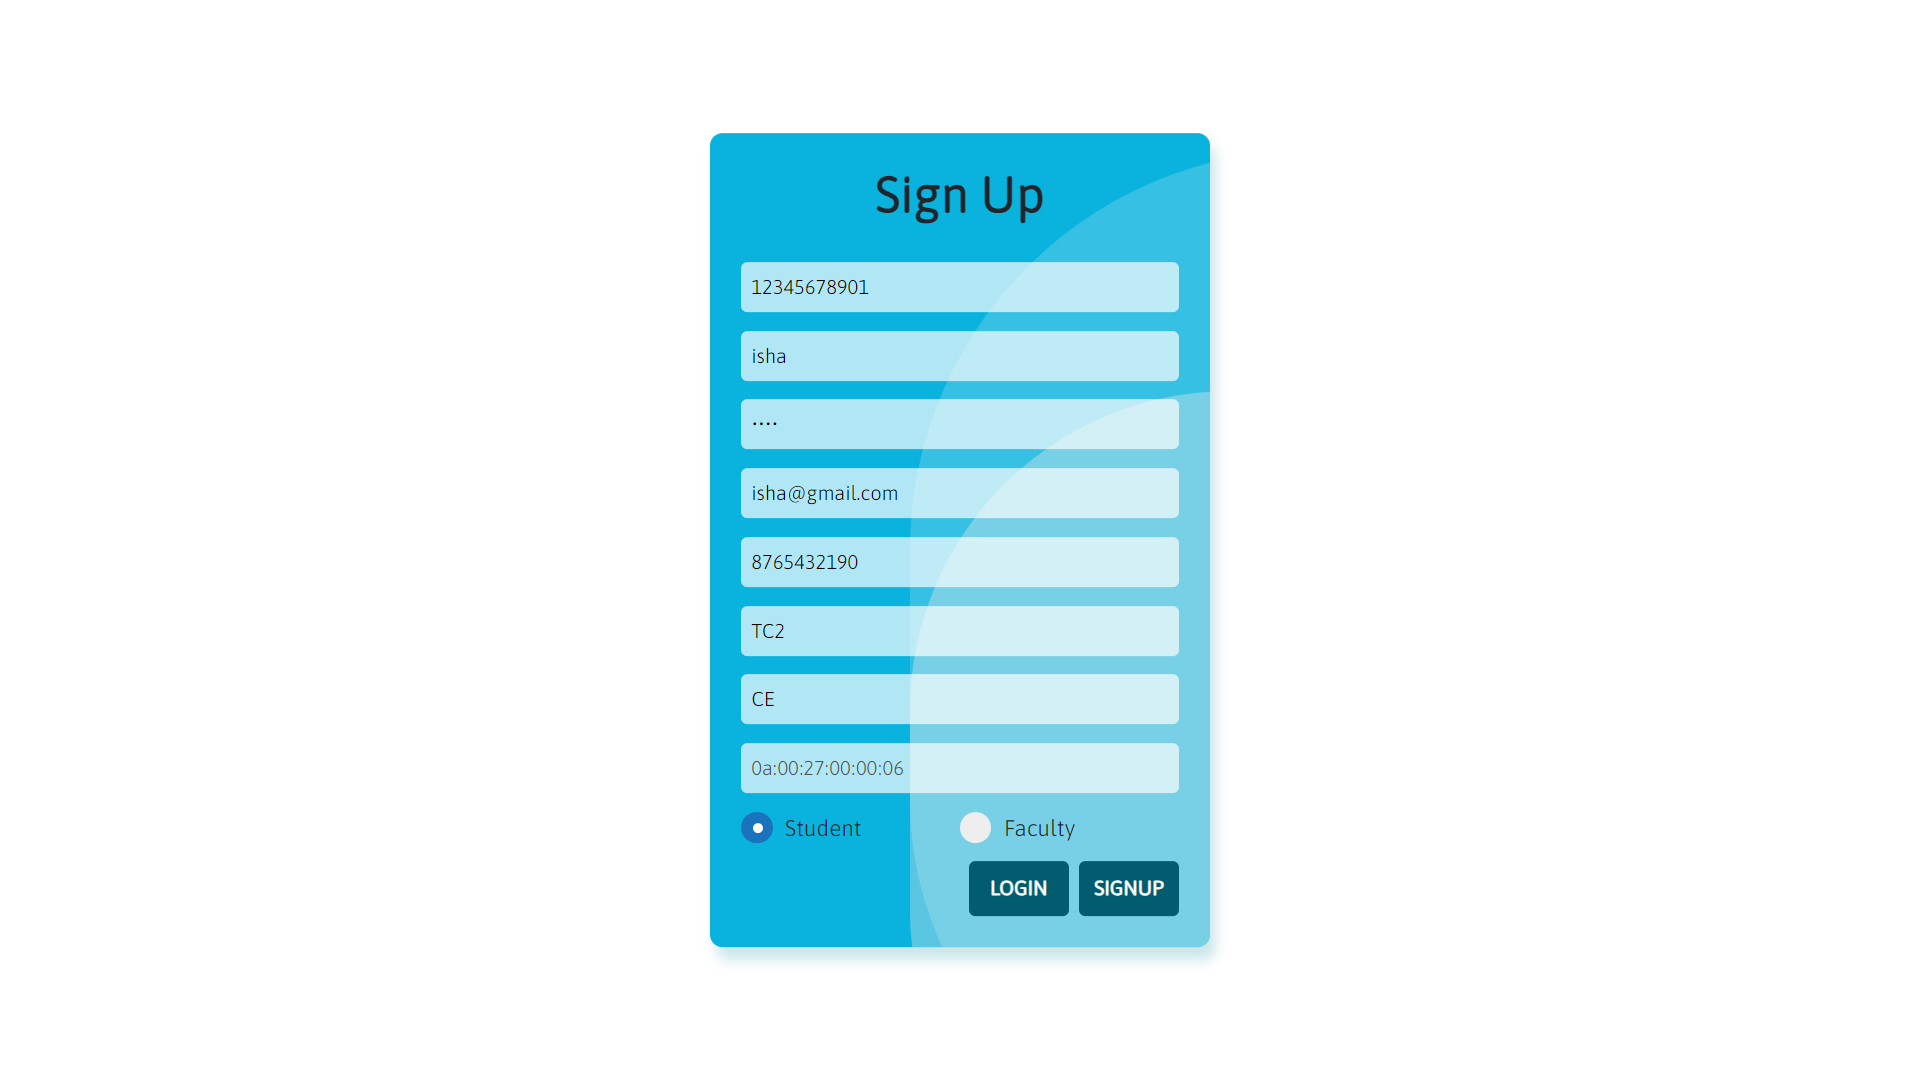 Sign Up
12345678901
isha
····
isha@gmail.com
8765432190
TC2
CE
0a:00:27:00:00:06
Student Faculty
LOGIN SIGNUP